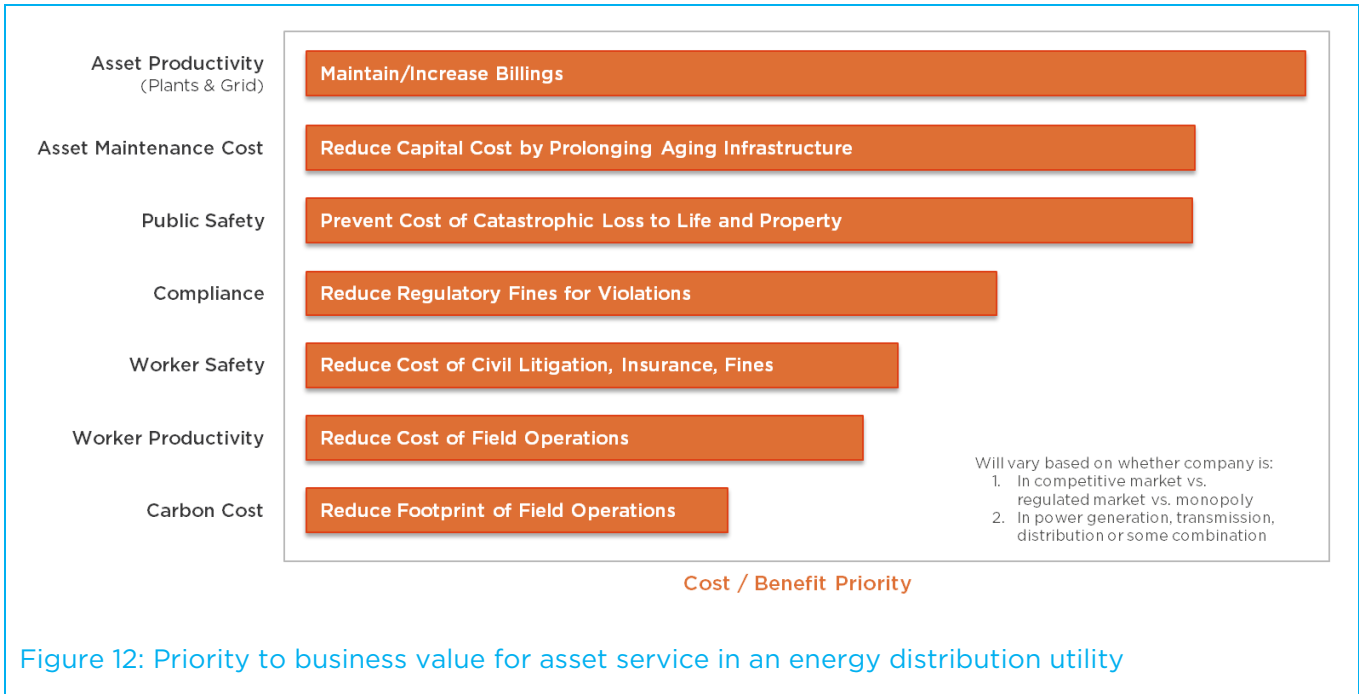 Asset Productivity
(Plants & Grid)
Maintain/Increase Billings
Asset Maintenance Cost
Reduce Capital Cost by Prolonging Aging Infrastructure
Public Safety
Prevent Cost of Catastrophic Loss to Life and Property
Compliance
Reduce Regulatory Fines for Violations
Worker Safety
Reduce Cost of Civil Litigation, Insurance, Fines
Worker Productivity
Reduce Cost of Field Operations
Carbon Cost
Reduce Footprint of Field Operations
Will vary based on whether company is:
1. In competitive market vs.
regulated market vs. monopoly
2. In power generation, transmission,
distribution or some combination
Cost / Benefit Priority
Figure 12: Priority to business value for asset service in an energy distribution utility